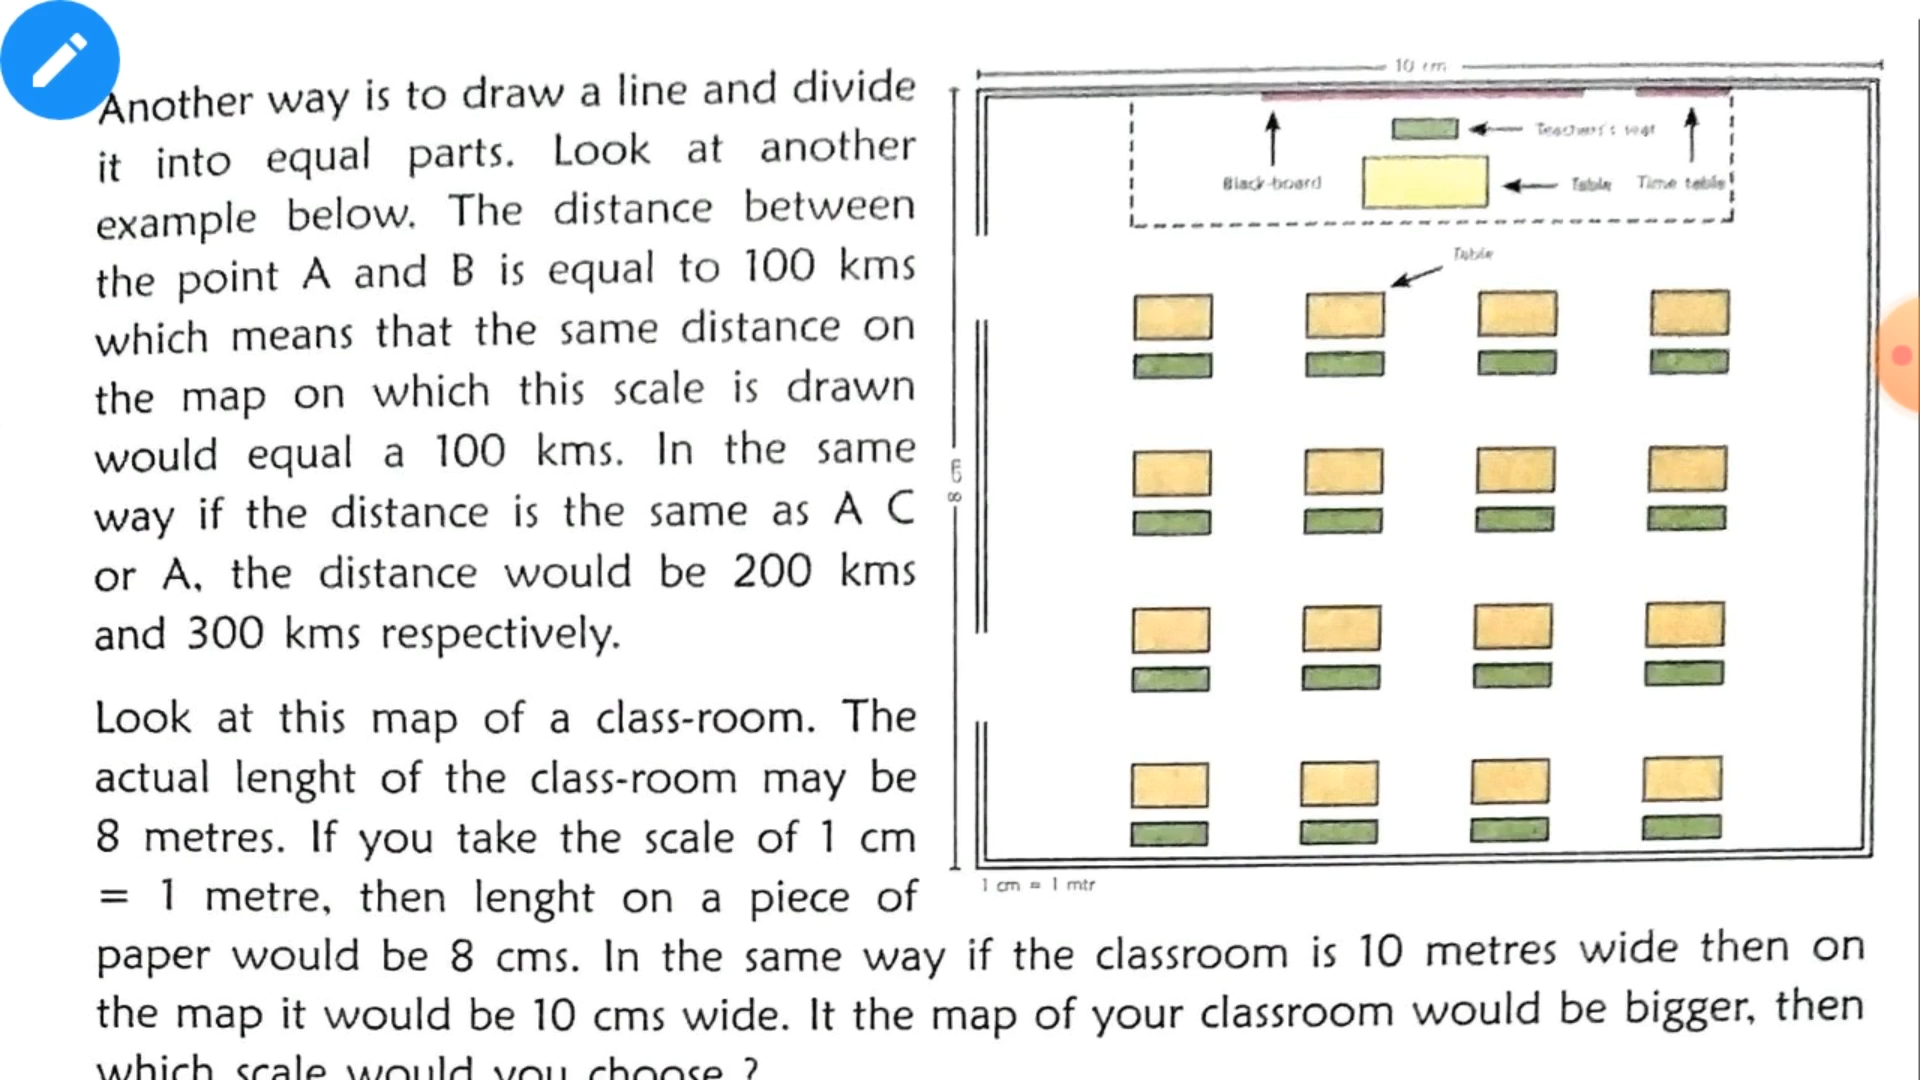 Another way is to draw a line and divide
it into equal parts. Look at another
example below. The distance between
the point A and B is equal to 100 kms
which means that the same distance on
the map on which this scale is drawn
would equal a 100 kms. In the same
way if the distance is the same as A C
or A, the distance would be 200 kms
and 300 kms respectively.
Look at this map of a class-room. The
actual lenght of the class-room may be
8 metres. If you take the scale of 1 cm
= 1 metre, then lenght on a piece of
paper would be 8 cms. In the same way if the classroom is 10 metres wide then on
the map it would be 10 cms wide. It the map of your classroom would be bigger, then
which scale would you choose ?
10 cm
Teacher's seat
Black-board
Table
Time table
Table
8 cm
1 cm = 1 mtr